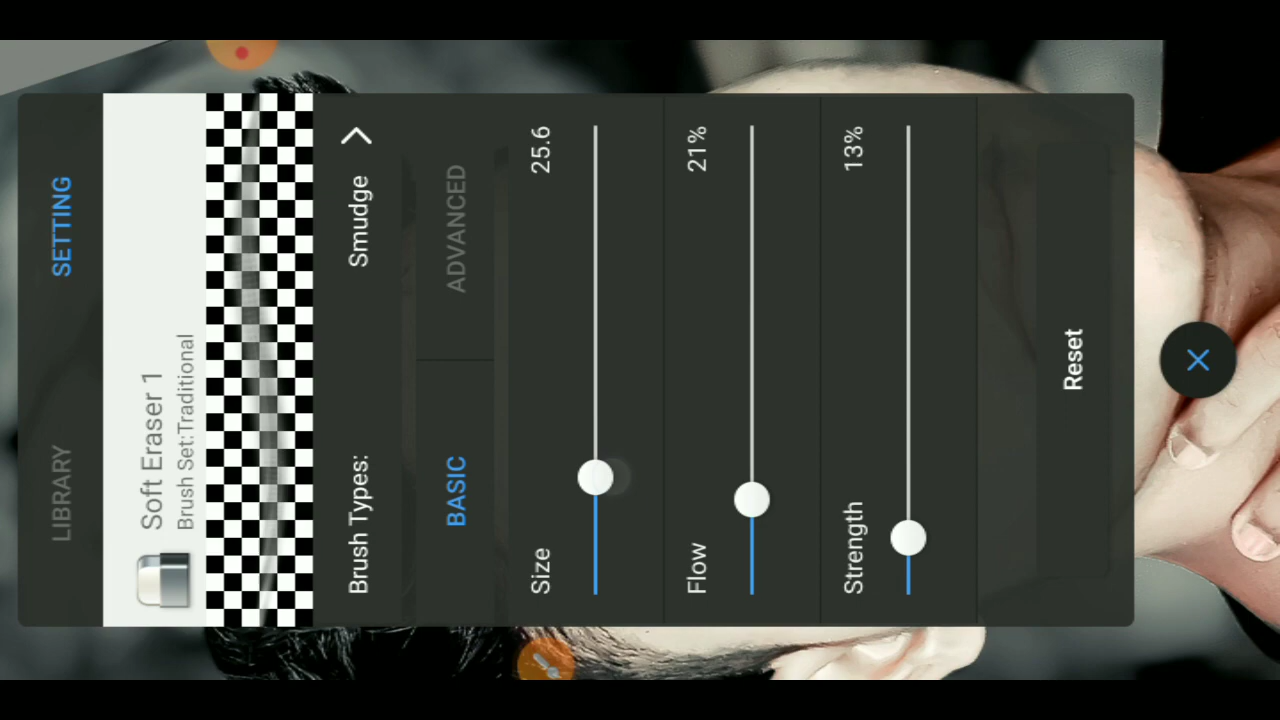 LIBRARY SETTING
Soft Eraser 1
Brush Set:Traditional
Brush Types: Smudge
BASIC ADVANCED
Size 25.6
Flow 21%
Strength 13%
Reset